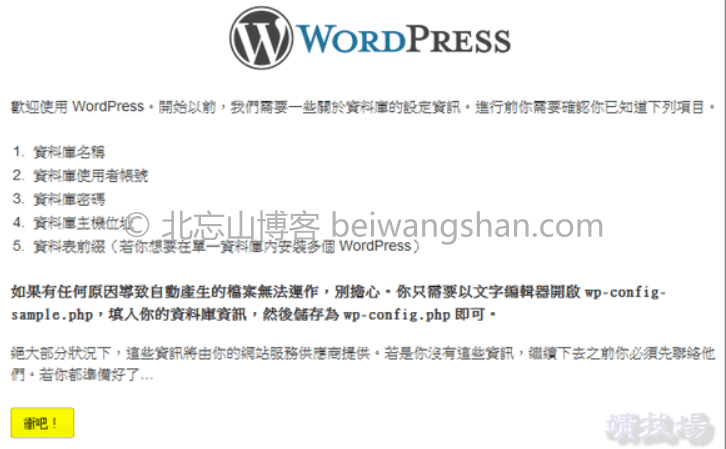 WORDPRESS
歡迎使用 WordPress。開始以前，我們需要一些關於資料庫的設定資訊。進行前你需要確認你已知道下列項目。
1. 資料庫名稱
2. 資料庫使用者帳號
3. 資料庫密碼
4. 資料庫主機位址
© 北忘山博客 beiwangshan.com
5. 資料表前綴（若你想要在單一資料庫內安裝多個 WordPress）
如果有任何原因導致自動產生的檔案無法運作，別擔心。你只需要以文字編輯器開啟 wp-config-
sample.php，填入你的資料庫資訊，然後儲存為 wp-config.php 即可。
絕大部分狀況下，這些資訊將由你的網站服務供應商提供。若是你沒有這些資訊，繼續下去之前你必須先聯絡他
們。若你都準備好了...
衝吧！
靖技場